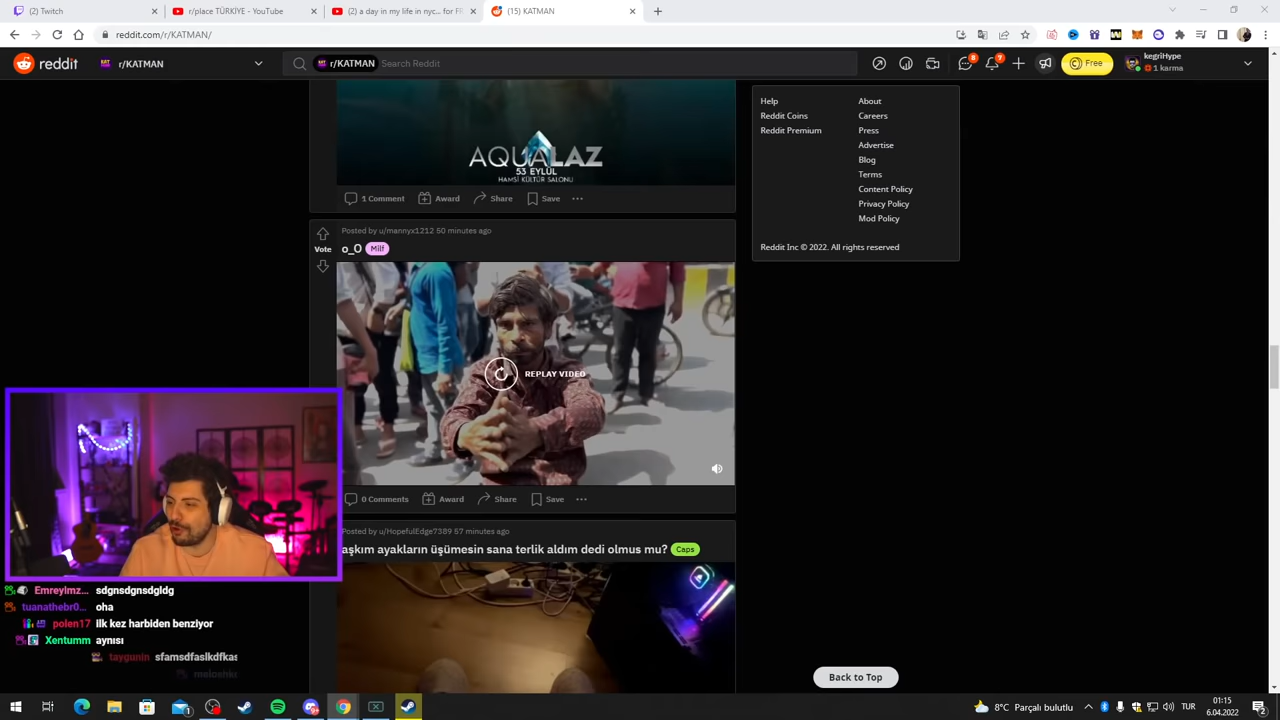 (2) Twitch
r/place TÜRKİYE - YouTube
(2) a day in my life in nyc... for FR
(15) KATMAN
reddit.com/r/KATMAN/
reddit
r/KATMAN
r/KATMAN
Search Reddit
8
7
Free
kegriHype
1 karma
Help
About
Reddit Coins
Careers
Reddit Premium
Press
Advertise
Blog
Terms
Content Policy
Privacy Policy
Mod Policy
Reddit Inc © 2022. All rights reserved
AQUALAZ
53 EYLÜL
HAMSİ KÜLTÜR SALONU
1 Comment
Award
Share
Save
Posted by u/mannyx1212 50 minutes ago
Vote
o_O Milf
REPLAY VIDEO
0 Comments
Award
Share
Save
Posted by u/HopefulEdge7389 57 minutes ago
aşkım ayakların üşümesin sana terlik aldım dedi olmus mu? Caps
Emreylmz... sdgnsdgnsdgldg
tuanathebr0... oha
polen17 ilk kez harbiden benziyor
Xentumm aynısı
taygunin sfamsdfaslkdfkas
Back to Top
8°C Parçalı bulutlu
TUR
01:15
6.04.2022